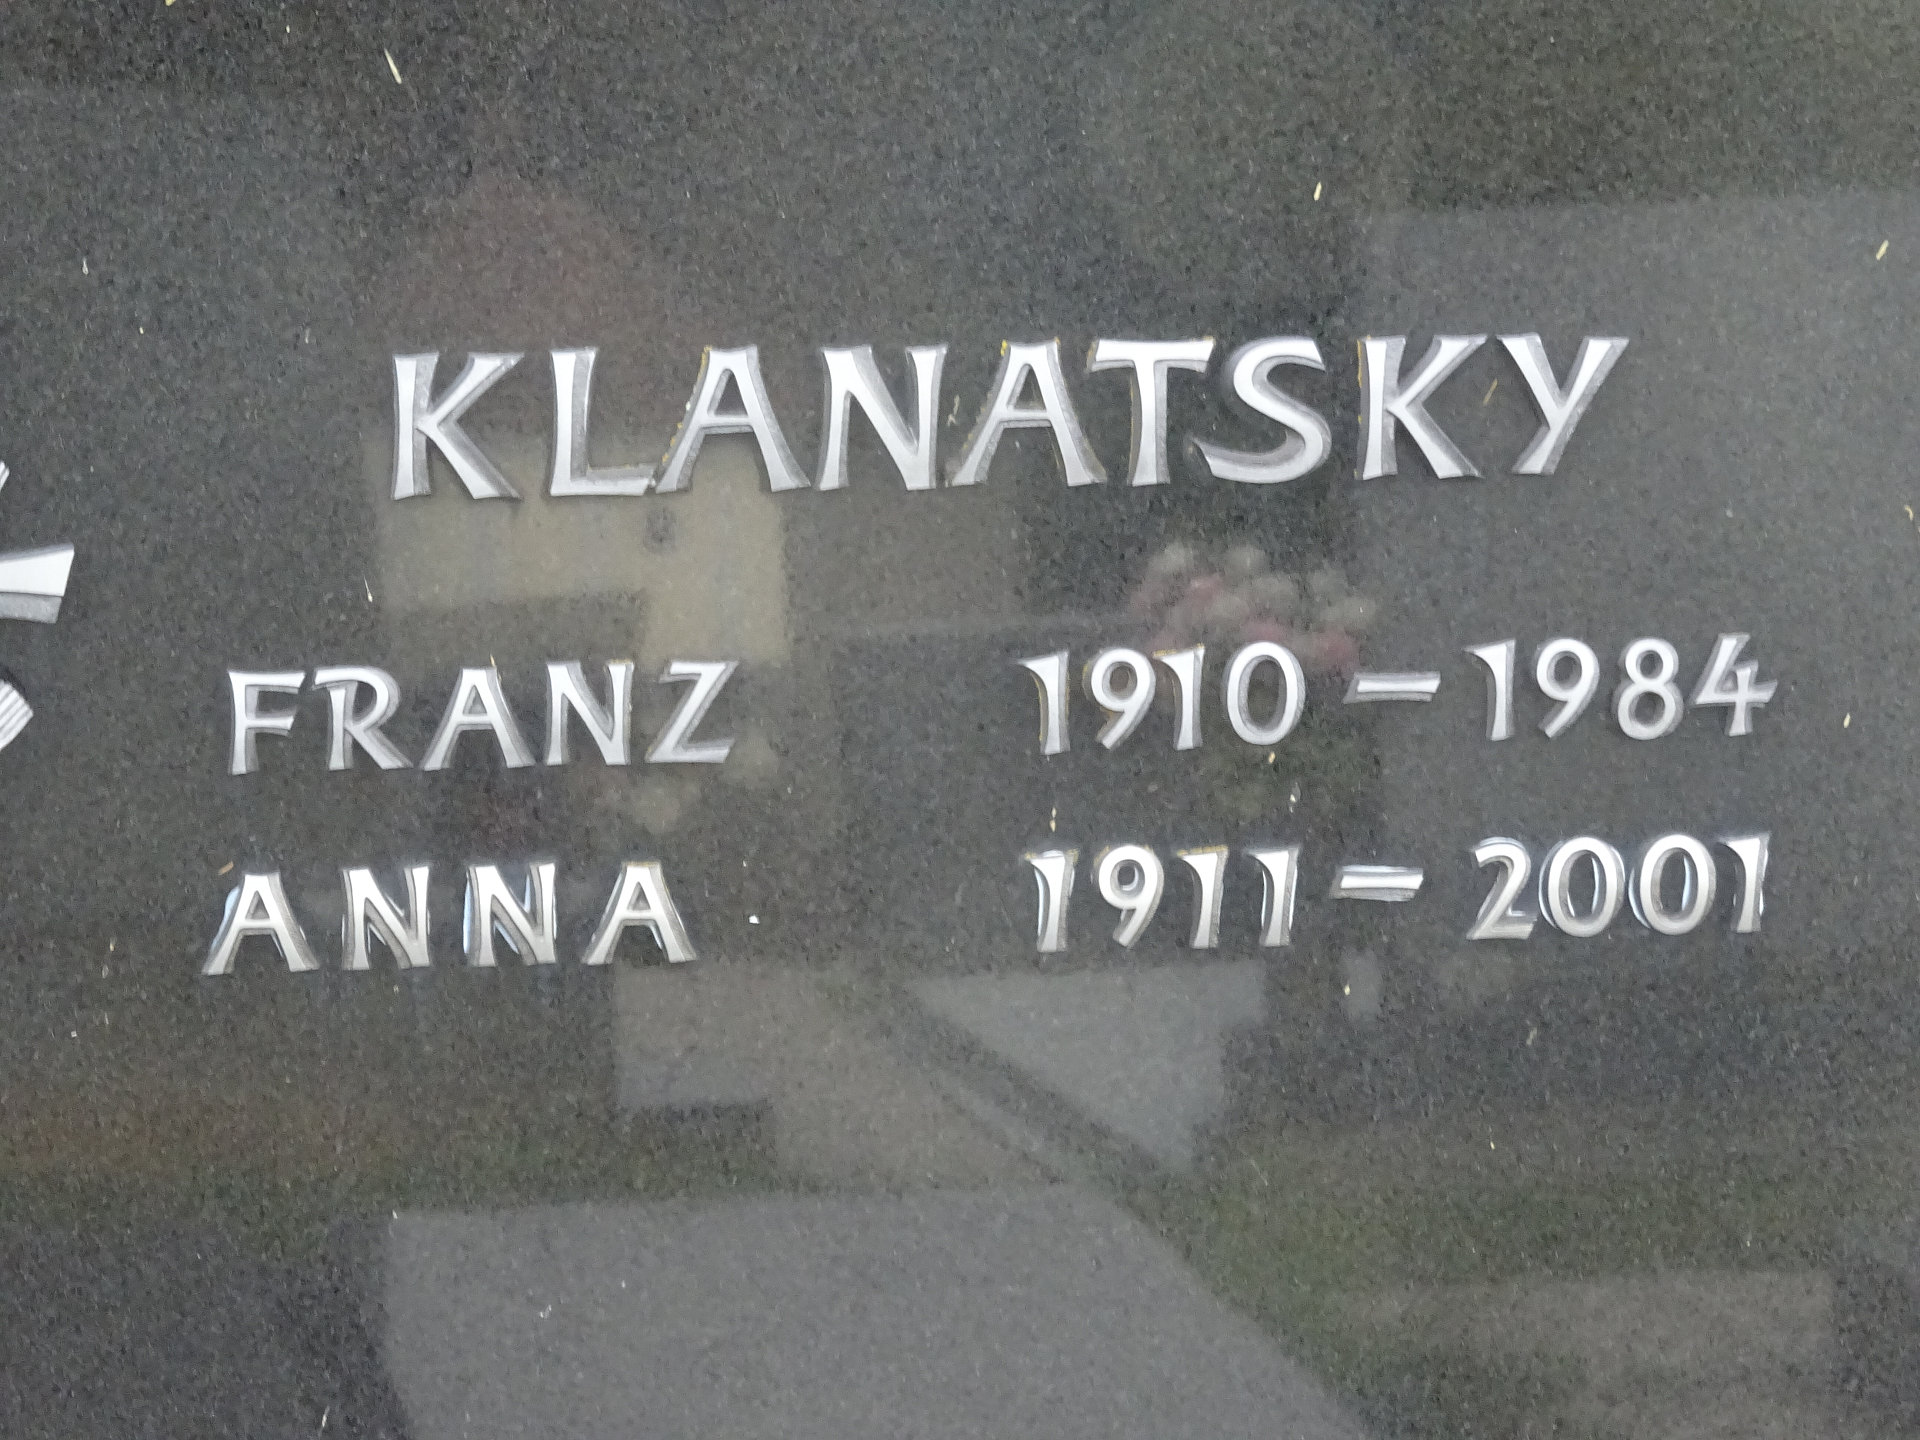 KLANATSKY
FRANZ 1910 – 1984
ANNA 1911 – 2001